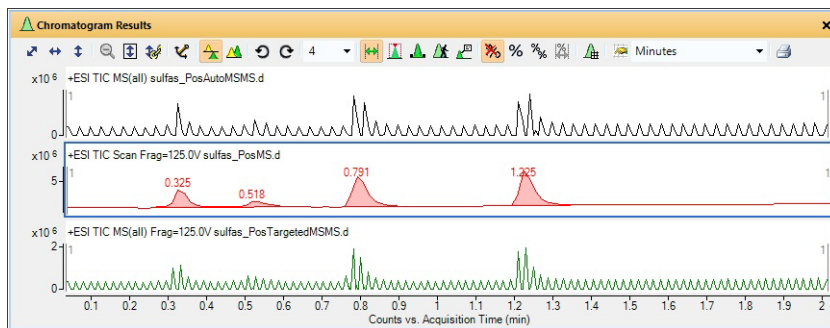 Chromatogram Results
4 % Minutes
x10 6 +ESI TIC MS(all) sulfas_PosAutoMSMS.d
1 1
0
x10 6 +ESI TIC Scan Frag=125.0V sulfas_PosMS.d
1 1
5
0.325 0.518 0.791 1.225
x10 6 +ESI TIC MS(all) Frag=125.0V sulfas_PosTargetedMSMS.d
2
1 1
0
0.1 0.2 0.3 0.4 0.5 0.6 0.7 0.8 0.9 1 1.1 1.2 1.3 1.4 1.5 1.6 1.7 1.8 1.9 2
Counts vs. Acquisition Time (min)